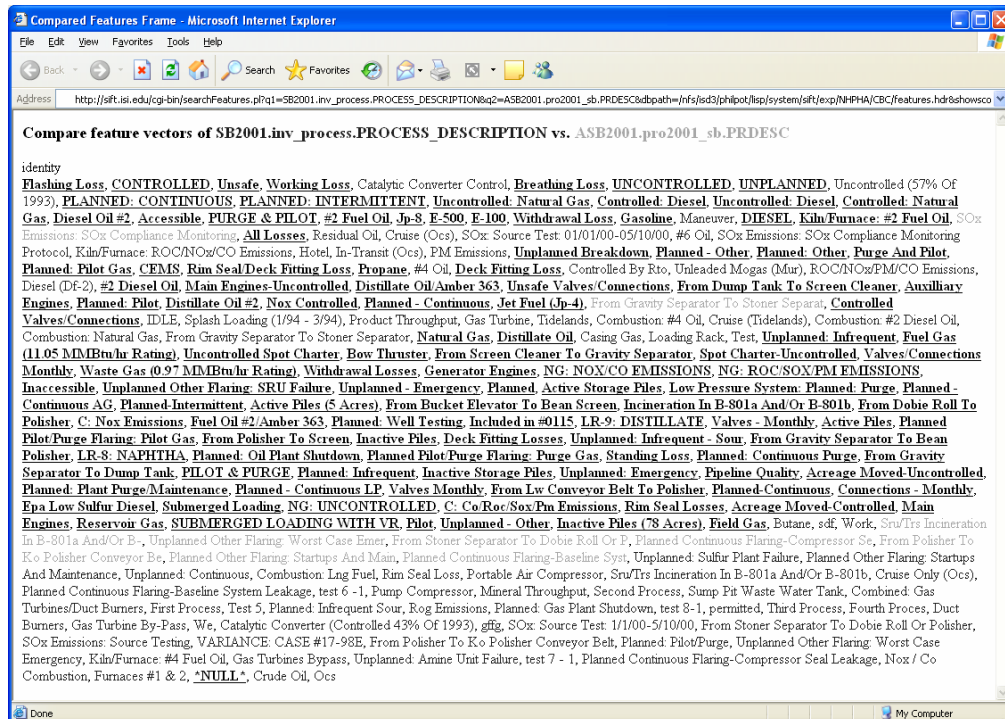 Compared Features Frame - Microsoft Internet Explorer
File Edit View Favorites Tools Help
Back Search Favorites
Address http://sift.isi.edu/cgi-bin/searchFeatures.pl?q1=SB2001.inv_process.PROCESS_DESCRIPTION&q2=ASB2001.pro2001_sb.PRDESC&dbpath=/nfs/isd3/philpot/lisp/system/sift/exp/NHPHA/CBC/features.hdr&showsco
Compare feature vectors of SB2001.inv_process.PROCESS_DESCRIPTION vs. ASB2001.pro2001_sb.PRDESC
identity
Flashing Loss, CONTROLLED, Unsafe, Working Loss, Catalytic Converter Control, Breathing Loss, UNCONTROLLED, UNPLANNED, Uncontrolled (57% Of
1993), PLANNED: CONTINUOUS, PLANNED: INTERMITTENT, Uncontrolled: Natural Gas, Controlled: Diesel, Uncontrolled: Diesel, Controlled: Natural
Gas, Diesel Oil #2, Accessible, PURGE & PILOT, #2 Fuel Oil, Jp-8, E-500, E-100, Withdrawal Loss, Gasoline, Maneuver, DIESEL, Kiln/Furnace: #2 Fuel Oil, SOx
Emissions: SOx Compliance Monitoring, All Losses, Residual Oil, Cruise (Ocs), SOx: Source Test: 01/01/00-05/10/00, #6 Oil, SOx Emissions: SOx Compliance Monitoring
Protocol, Kiln/Furnace: ROC/NOx/CO Emissions, Hotel, In-Transit (Ocs), PM Emissions, Unplanned Breakdown, Planned - Other, Planned: Other, Purge And Pilot,
Planned: Pilot Gas, CEMS, Rim Seal/Deck Fitting Loss, Propane, #4 Oil, Deck Fitting Loss, Controlled By Rto, Unleaded Mogas (Mur), ROC/NOx/PM/CO Emissions,
Diesel (Df-2), #2 Diesel Oil, Main Engines-Uncontrolled, Distillate Oil/Amber 363, Unsafe Valves/Connections, From Dump Tank To Screen Cleaner, Auxilliary
Engines, Planned: Pilot, Distillate Oil #2, Nox Controlled, Planned - Continuous, Jet Fuel (Jp-4), From Gravity Separator To Stoner Separat, Controlled
Valves/Connections, IDLE, Splash Loading (1/94 - 3/94), Product Throughput, Gas Turbine, Tidelands, Combustion: #4 Oil, Cruise (Tidelands), Combustion: #2 Diesel Oil,
Combustion: Natural Gas, From Gravity Separator To Stoner Separator, Natural Gas, Distillate Oil, Casing Gas, Loading Rack, Test, Unplanned: Infrequent, Fuel Gas
(11.05 MMBtu/hr Rating), Uncontrolled Spot Charter, Bow Thruster, From Screen Cleaner To Gravity Separator, Spot Charter-Uncontrolled, Valves/Connections
Monthly, Waste Gas (0.97 MMBtu/hr Rating), Withdrawal Losses, Generator Engines, NG: NOX/CO EMISSIONS, NG: ROC/SOX/PM EMISSIONS,
Inaccessible, Unplanned Other Flaring: SRU Failure, Unplanned - Emergency, Planned, Active Storage Piles, Low Pressure System: Planned: Purge, Planned -
Continuous AG, Planned-Intermittent, Active Piles (5 Acres), From Bucket Elevator To Bean Screen, Incineration In B-801a And/Or B-801b, From Dobie Roll To
Polisher, C: Nox Emissions, Fuel Oil #2/Amber 363, Planned: Well Testing, Included in #0115, LR-9: DISTILLATE, Valves - Monthly, Active Piles, Planned
Pilot/Purge Flaring: Pilot Gas, From Polisher To Screen, Inactive Piles, Deck Fitting Losses, Unplanned: Infrequent - Sour, From Gravity Separator To Bean
Polisher, LR-8: NAPHTHA, Planned: Oil Plant Shutdown, Planned Pilot/Purge Flaring: Purge Gas, Standing Loss, Planned: Continuous Purge, From Gravity
Separator To Dump Tank, PILOT & PURGE, Planned: Infrequent, Inactive Storage Piles, Unplanned: Emergency, Pipeline Quality, Acreage Moved-Uncontrolled,
Planned: Plant Purge/Maintenance, Planned - Continuous LP, Valves Monthly, From Lw Conveyor Belt To Polisher, Planned-Continuous, Connections - Monthly,
Epa Low Sulfur Diesel, Submerged Loading, NG: UNCONTROLLED, C: Co/Roc/Sox/Pm Emissions, Rim Seal Losses, Acreage Moved-Controlled, Main
Engines, Reservoir Gas, SUBMERGED LOADING WITH VR, Pilot, Unplanned - Other, Inactive Piles (78 Acres), Field Gas, Butane, sdf, Work, Sru/Trs Incineration
In B-801a And/Or B-, Unplanned Other Flaring: Worst Case Emer, From Stoner Separator To Dobie Roll Or P, Planned Continuous Flaring-Compressor Se, From Polisher To
Ko Polisher Conveyor Be, Planned Other Flaring: Startups And Main, Planned Continuous Flaring-Baseline Syst, Unplanned: Sulfur Plant Failure, Planned Other Flaring: Startups
And Maintenance, Unplanned: Continuous, Combustion: Lng Fuel, Rim Seal Loss, Portable Air Compressor, Sru/Trs Incineration In B-801a And/Or B-801b, Cruise Only (Ocs),
Planned Continuous Flaring-Baseline System Leakage, test 6 -1, Pump Compressor, Mineral Throughput, Second Process, Sump Pit Waste Water Tank, Combined: Gas
Turbines/Duct Burners, First Process, Test 5, Planned: Infrequent Sour, Rog Emissions, Planned: Gas Plant Shutdown, test 8-1, permitted, Third Process, Fourth Proces, Duct
Burners, Gas Turbine By-Pass, We, Catalytic Converter (Controlled 43% Of 1993), gffg, SOx: Source Test: 1/1/00-5/10/00, From Stoner Separator To Dobie Roll Or Polisher,
SOx Emissions: Source Testing, VARIANCE: CASE #17-98E, From Polisher To Ko Polisher Conveyor Belt, Planned: Pilot/Purge, Unplanned Other Flaring: Worst Case
Emergency, Kiln/Furnace: #4 Fuel Oil, Gas Turbines Bypass, Unplanned: Amine Unit Failure, test 7 - 1, Planned Continuous Flaring-Compressor Seal Leakage, Nox / Co
Combustion, Furnaces #1 & 2, *NULL*, Crude Oil, Ocs
Done My Computer